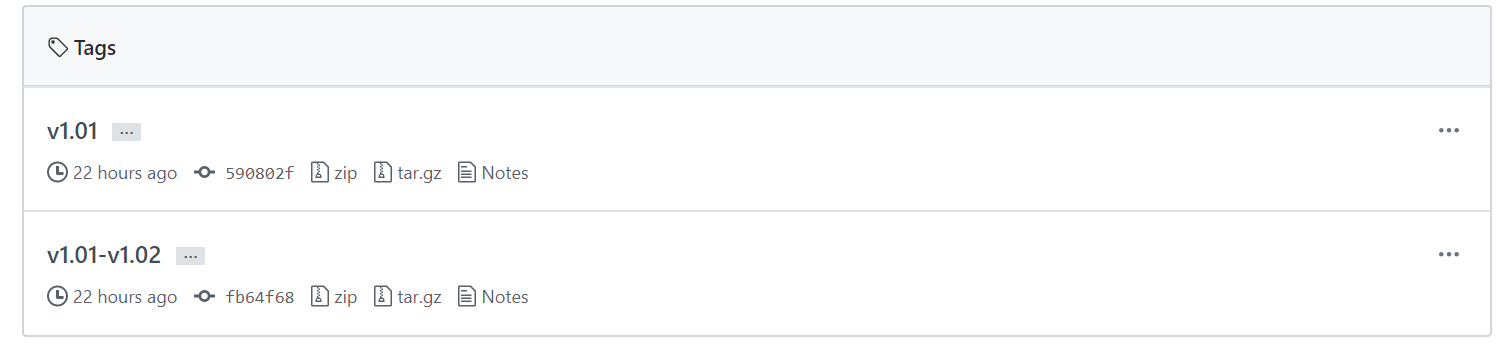 Tags
v1.01 ...
22 hours ago 590802f zip tar.gz Notes
v1.01-v1.02 ...
22 hours ago fb64f68 zip tar.gz Notes